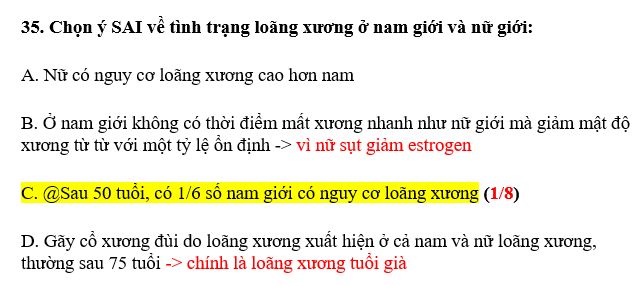 35. Chọn ý SAI về tình trạng loãng xương ở nam giới và nữ giới:
A. Nữ có nguy cơ loãng xương cao hơn nam
B. Ở nam giới không có thời điểm mất xương nhanh như nữ giới mà giảm mật độ
xương từ từ với một tỷ lệ ổn định -> vì nữ sụt giảm estrogen
C. @Sau 50 tuổi, có 1/6 số nam giới có nguy cơ loãng xương (1/8)
D. Gãy cổ xương đùi do loãng xương xuất hiện ở cả nam và nữ loãng xương,
thường sau 75 tuổi -> chính là loãng xương tuổi già